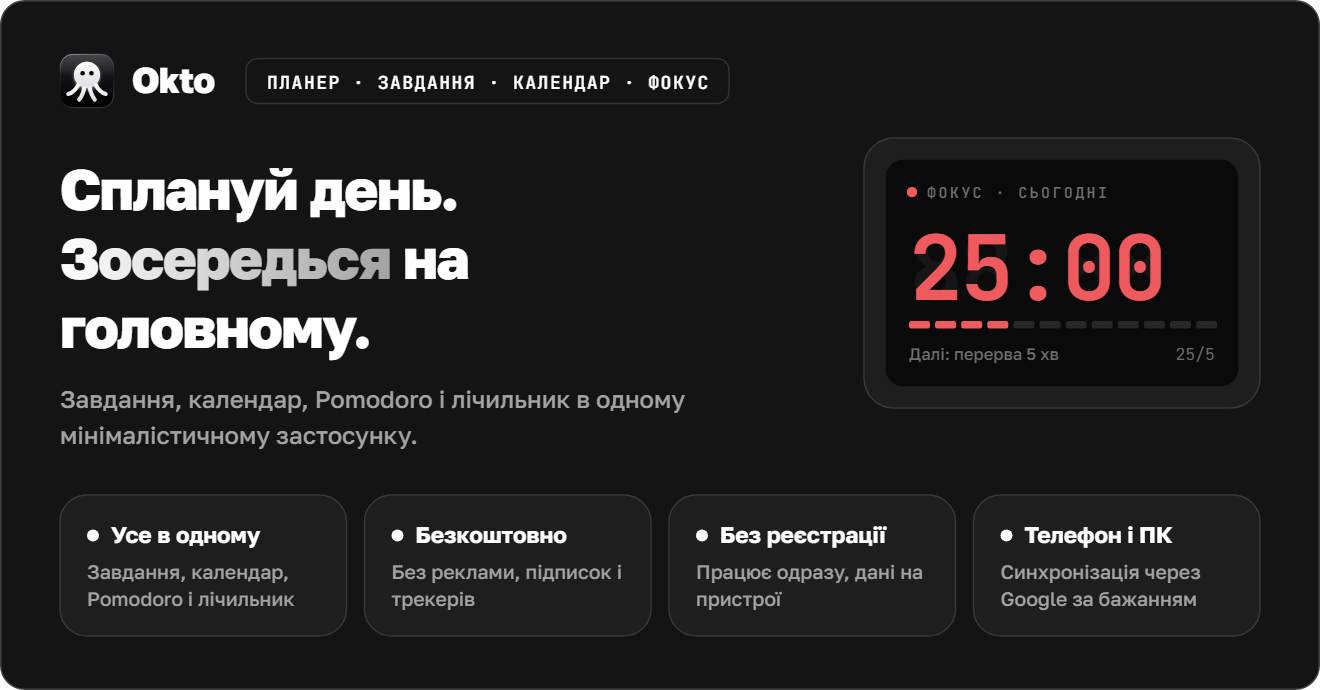 Okto
ПЛАНЕР · ЗАВДАННЯ · КАЛЕНДАР · ФОКУС
Сплануй день.
Зосередься на
головному.
Завдання, календар, Pomodoro і лічильник в одному
мінімалістичному застосунку.
ФОКУС · СЬОГОДНІ
25:00
Далі: перерва 5 хв
25/5
Усе в одному
Завдання, календар,
Pomodoro і лічильник
Безкоштовно
Без реклами, підписок і
трекерів
Без реєстрації
Працює одразу, дані на
пристрої
Телефон і ПК
Синхронізація через
Google за бажанням